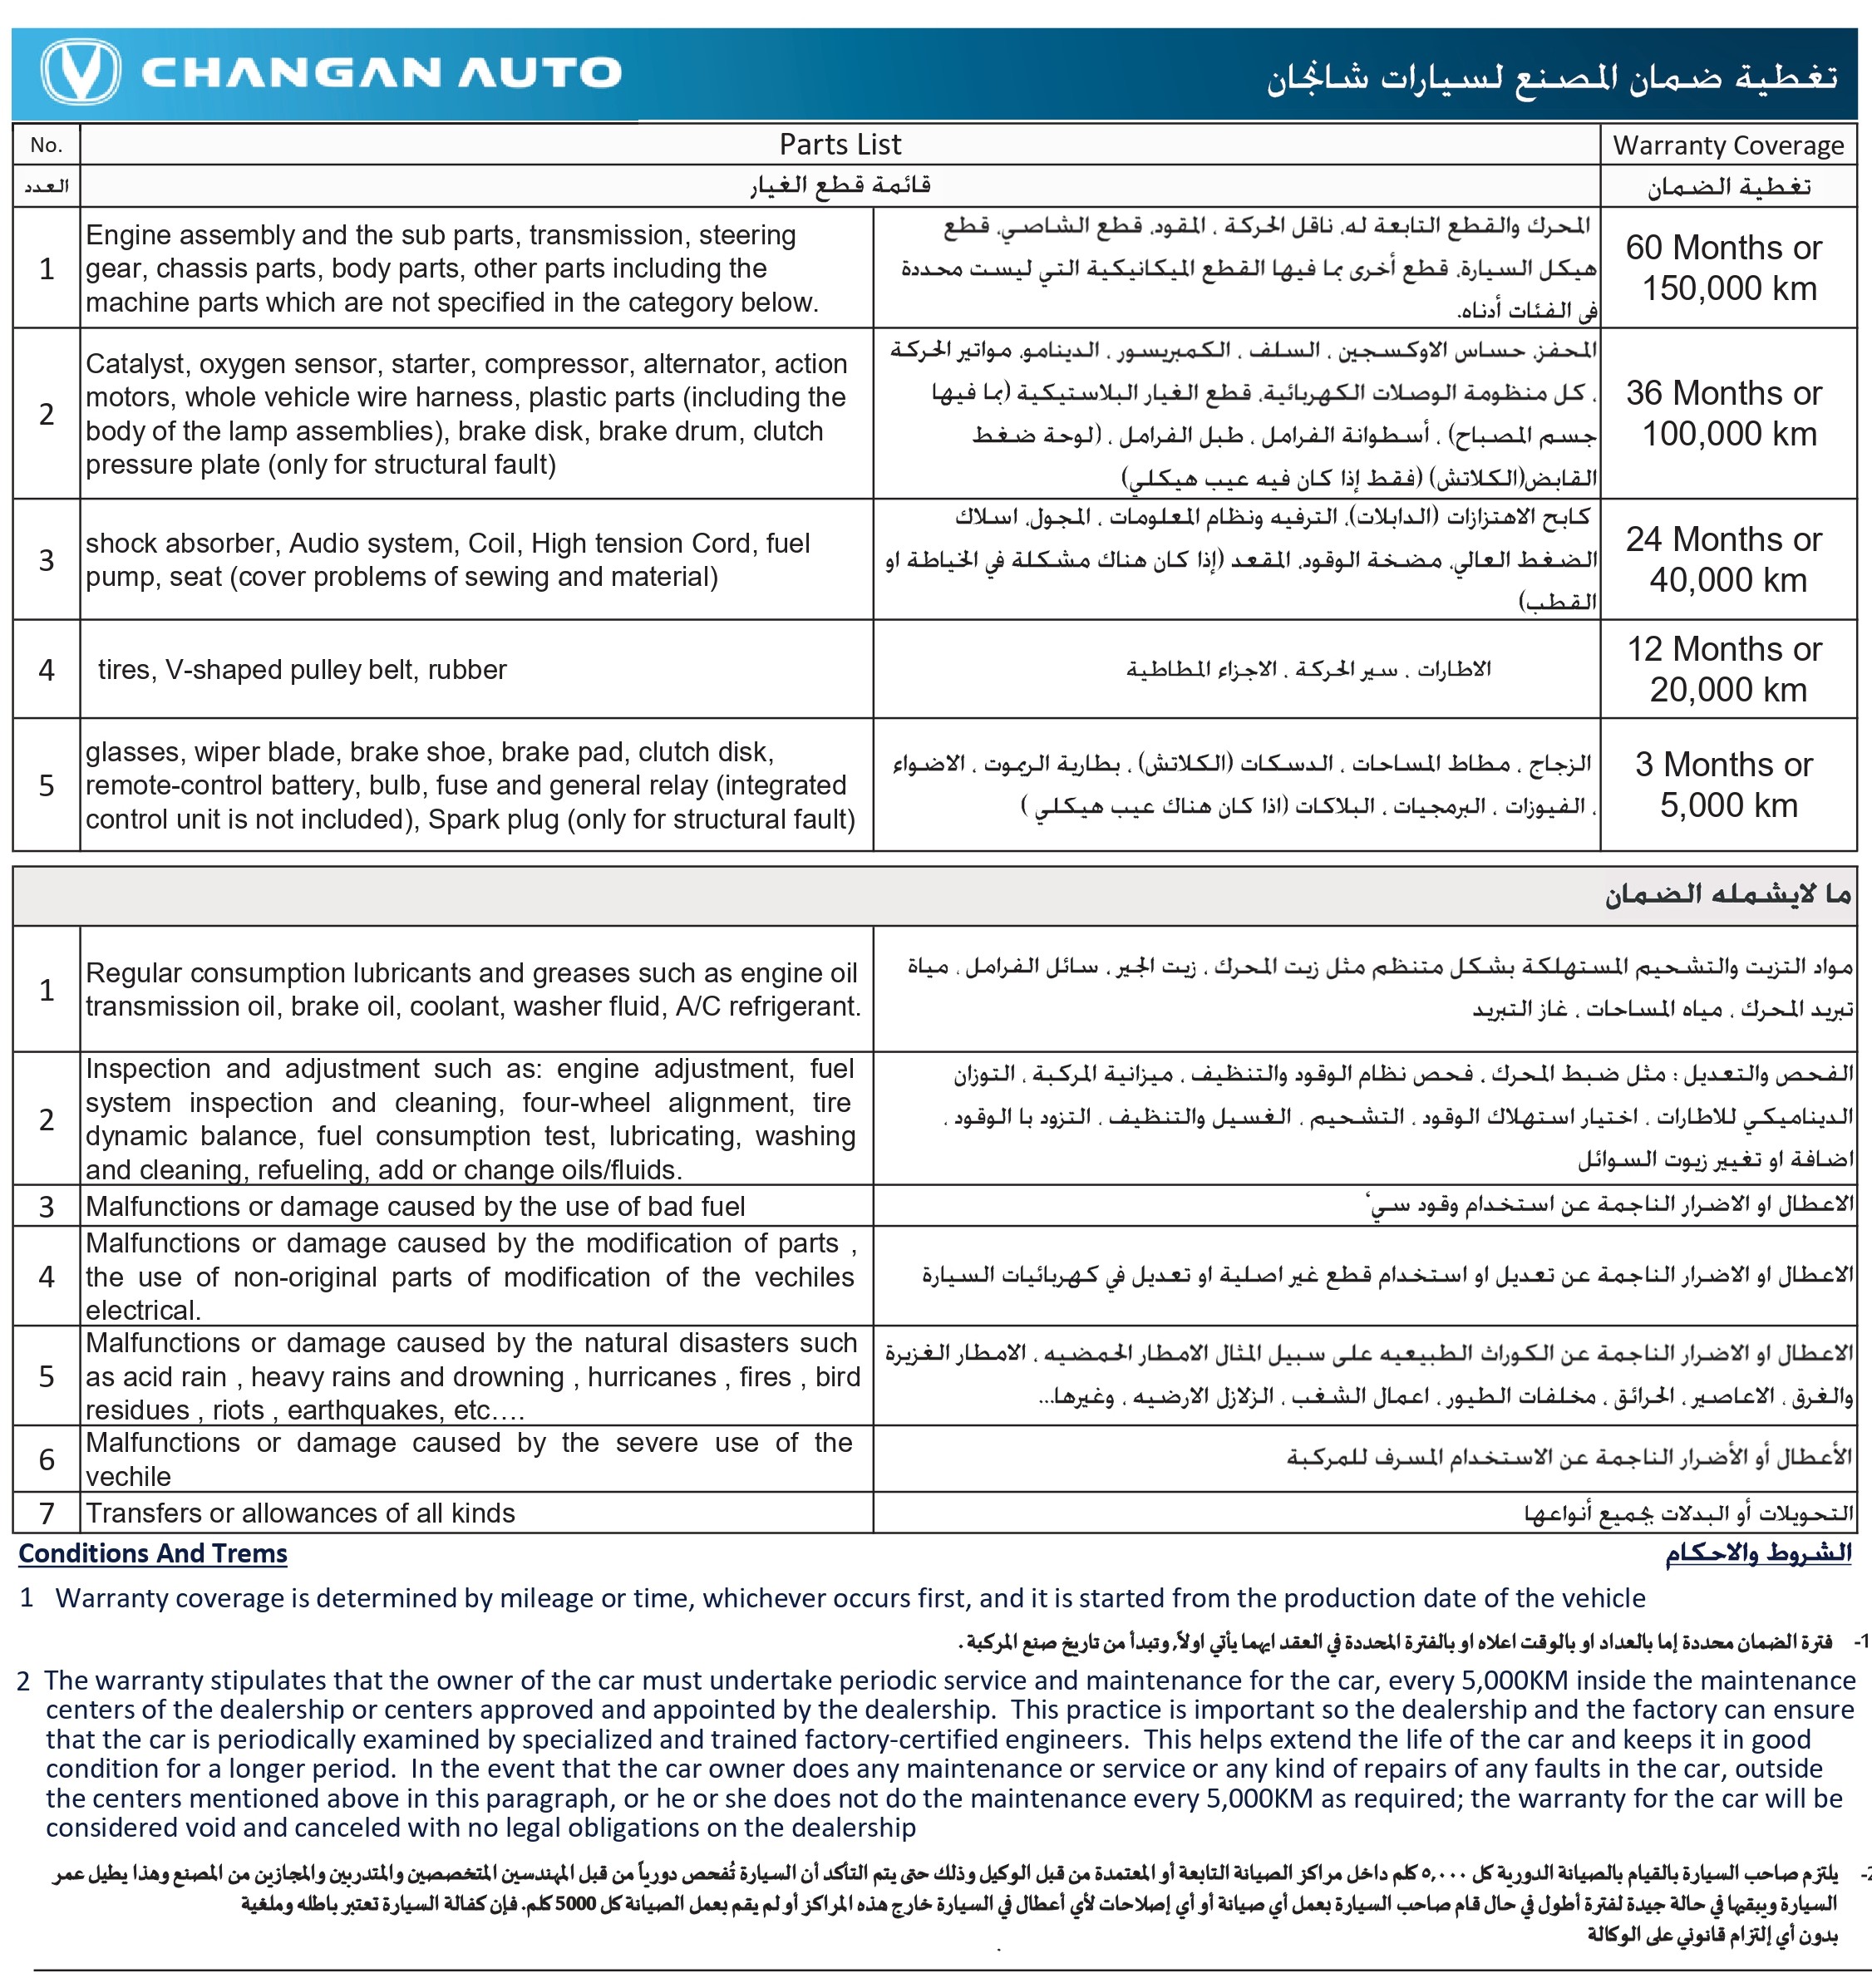 CHANGAN AUTO
تغطية ضمان المصنع لسيارات شانجان
No.
Parts List
Warranty Coverage
العدد
قائمة قطع الغيار
تغطية الضمان
1
Engine assembly and the sub parts, transmission, steering
gear, chassis parts, body parts, other parts including the
machine parts which are not specified in the category below.
المحرك والقطع التابعة له، ناقل الحركة ، المقود، قطع الشاصي، قطع
هيكل السيارة، قطع أخرى بما فيها القطع الميكانيكية التي ليست محددة
في الفئات أدناه.
60 Months or
150,000 km
2
Catalyst, oxygen sensor, starter, compressor, alternator, action
motors, whole vehicle wire harness, plastic parts (including the
body of the lamp assemblies), brake disk, brake drum, clutch
pressure plate (only for structural fault)
المحفز، حساس الاوكسجين ، السلف ، الكمبريسور ، الدينامو، مواتير الحركة
، كل منظومة الوصلات الكهربائية، قطع الغيار البلاستيكية (بما فيها
جسم المصباح) ، أسطوانة الفرامل ، طبل الفرامل ، (لوحة ضغط
القابض(الكلاتش) (فقط إذا كان فيه عيب هيكلي)
36 Months or
100,000 km
3
shock absorber, Audio system, Coil, High tension Cord, fuel
pump, seat (cover problems of sewing and material)
كابح الاهتزازات (الدابلات)، الترفيه ونظام المعلومات ، المجول، اسلاك
الضغط العالي، مضخة الوقود، المقعد (إذا كان هناك مشكلة في الخياطة او
القطب)
24 Months or
40,000 km
4
tires, V-shaped pulley belt, rubber
الاطارات ، سير الحركة ، الاجزاء المطاطية
12 Months or
20,000 km
5
glasses, wiper blade, brake shoe, brake pad, clutch disk,
remote-control battery, bulb, fuse and general relay (integrated
control unit is not included), Spark plug (only for structural fault)
الزجاج ، مطاط المساحات ، الدسكات (الكلاتش) ، بطارية الريموت ، الاضواء
، الفيوزات ، البرمجيات ، البلاكات (اذا كان هناك عيب هيكلي )
3 Months or
5,000 km
ما لايشمله الضمان
1
Regular consumption lubricants and greases such as engine oil
transmission oil, brake oil, coolant, washer fluid, A/C refrigerant.
مواد التزيت والتشحيم المستهلكة بشكل متنظم مثل زيت المحرك ، زيت الجير ، سائل الفرامل ، مياة
تبريد المحرك ، مياه المساحات ، غاز التبريد
2
Inspection and adjustment such as: engine adjustment, fuel
system inspection and cleaning, four-wheel alignment, tire
dynamic balance, fuel consumption test, lubricating, washing
and cleaning, refueling, add or change oils/fluids.
الفحص والتعديل : مثل ضبط المحرك ، فحص نظام الوقود والتنظيف ، ميزانية المركبة ، التوزان
الديناميكي للاطارات ، اختيار استهلاك الوقود ، التشحيم ، الغسيل والتنظيف ، التزود با الوقود ،
اضافة او تغيير زيوت السوائل
3
Malfunctions or damage caused by the use of bad fuel
الاعطال او الاضرار الناجمة عن استخدام وقود سيء
4
Malfunctions or damage caused by the modification of parts ,
the use of non-original parts of modification of the vechiles
electrical.
الاعطال او الاضرار الناجمة عن تعديل او استخدام قطع غير اصلية او تعديل في كهربائيات السيارة
5
Malfunctions or damage caused by the natural disasters such
as acid rain , heavy rains and drowning , hurricanes , fires , bird
residues , riots , earthquakes, etc....
الاعطال او الاضرار الناجمة عن الكوراث الطبيعيه على سبيل المثال الامطار الحمضيه ، الامطار الغزيرة
والغرق ، الاعاصير ، الحرائق ، مخلفات الطيور ، اعمال الشغب ، الزلازل الارضيه ، وغيرها...
6
Malfunctions or damage caused by the severe use of the
vechile
الأعطال أو الأضرار الناجمة عن الاستخدام المسرف للمركبة
7
Transfers or allowances of all kinds
التحويلات أو البدلات بجميع أنواعها
Conditions And Trems
الشروط والاحكام
1 Warranty coverage is determined by mileage or time, whichever occurs first, and it is started from the production date of the vehicle
1- فترة الضمان محددة إما بالعداد او بالوقت اعلاه او بالفترة المحددة في العقد ايهما يأتي اولاً, وتبدأ من تاريخ صنع المركبة .
2 The warranty stipulates that the owner of the car must undertake periodic service and maintenance for the car, every 5,000KM inside the maintenance
centers of the dealership or centers approved and appointed by the dealership. This practice is important so the dealership and the factory can ensure
that the car is periodically examined by specialized and trained factory-certified engineers. This helps extend the life of the car and keeps it in good
condition for a longer period. In the event that the car owner does any maintenance or service or any kind of repairs of any faults in the car, outside
the centers mentioned above in this paragraph, or he or she does not do the maintenance every 5,000KM as required; the warranty for the car will be
considered void and canceled with no legal obligations on the dealership
2- يلتزم صاحب السيارة بالقيام بالصيانة الدورية كل ٥,٠٠٠ كلم داخل مراكز الصيانة التابعة أو المعتمدة من قبل الوكيل وذلك حتى يتم التأكد أن السيارة تُفحص دورياً من قبل المهندسين المتخصصين والمتدربين والمجازين من المصنع وهذا يطيل عمر
السيارة ويبقيها في حالة جيدة لفترة أطول في حال قام صاحب السيارة بعمل أي صيانة أو أي إصلاحات لأي أعطال في السيارة خارج هذه المراكز أو لم يقم بعمل الصيانة كل 5000 كلم، فإن كفالة السيارة تعتبر باطله وملغية
بدون أي إلتزام قانوني على الوكالة